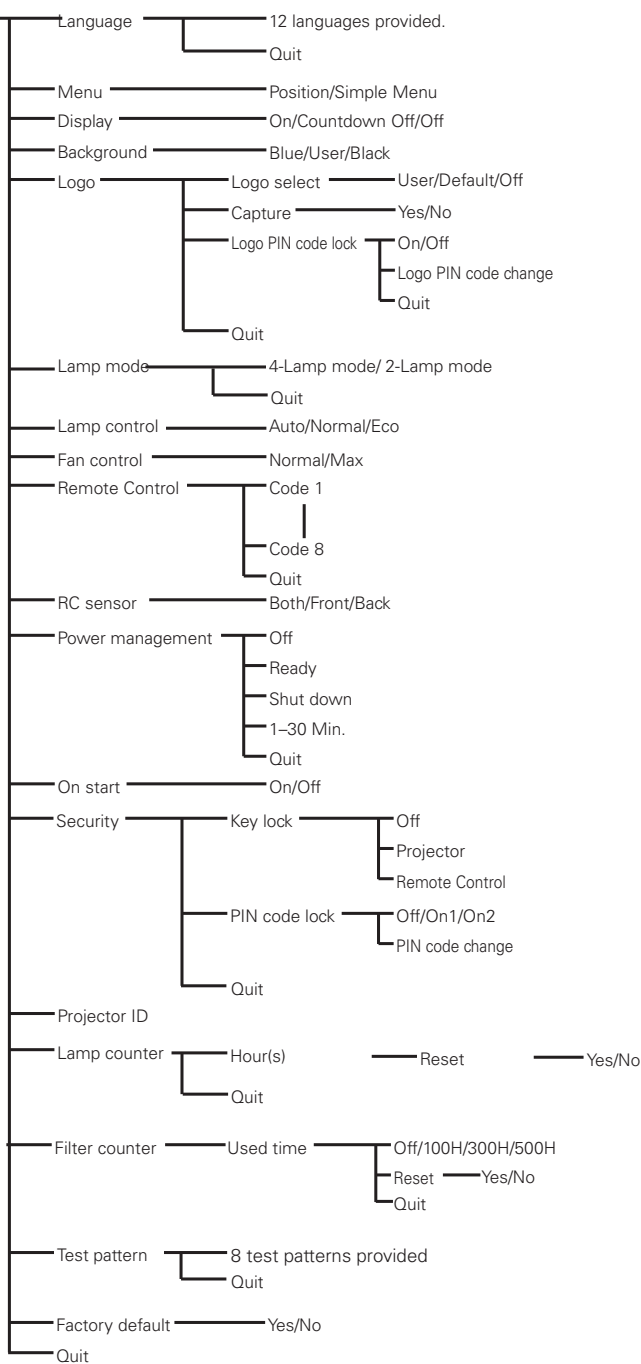 Language 12 languages provided.
Quit
Menu Position/Simple Menu
Display On/Countdown Off/Off
Background Blue/User/Black
Logo Logo select User/Default/Off
Capture Yes/No
Logo PIN code lock On/Off
Logo PIN code change
Quit
Quit
Lamp mode 4-Lamp mode/ 2-Lamp mode
Quit
Lamp control Auto/Normal/Eco
Fan control Normal/Max
Remote Control Code 1
Code 8
Quit
RC sensor Both/Front/Back
Power management Off
Ready
Shut down
1–30 Min.
Quit
On start On/Off
Security Key lock Off
Projector
Remote Control
PIN code lock Off/On1/On2
PIN code change
Quit
Projector ID
Lamp counter Hour(s) Reset Yes/No
Quit
Filter counter Used time Off/100H/300H/500H
Reset Yes/No
Quit
Test pattern 8 test patterns provided
Quit
Factory default Yes/No
Quit